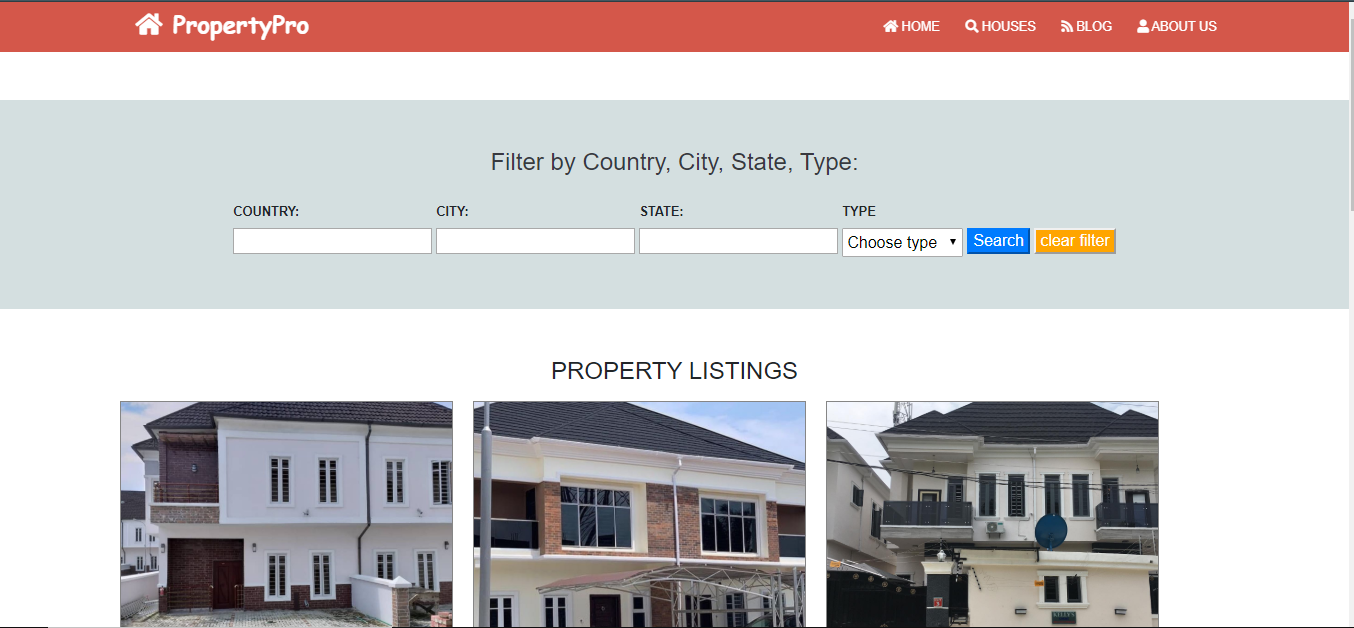 PropertyPro
HOME HOUSES BLOG ABOUT US
Filter by Country, City, State, Type:
COUNTRY: CITY: STATE: TYPE
Choose type Search clear filter
PROPERTY LISTINGS